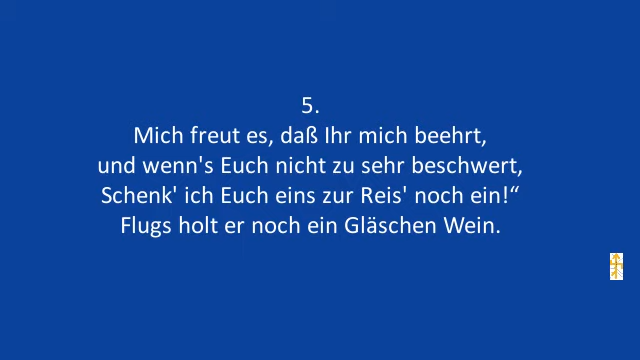 5.
Mich freut es, daß Ihr mich beehrt,
und wenn's Euch nicht zu sehr beschwert,
Schenk' ich Euch eins zur Reis' noch ein!“
Flugs holt er noch ein Gläschen Wein.